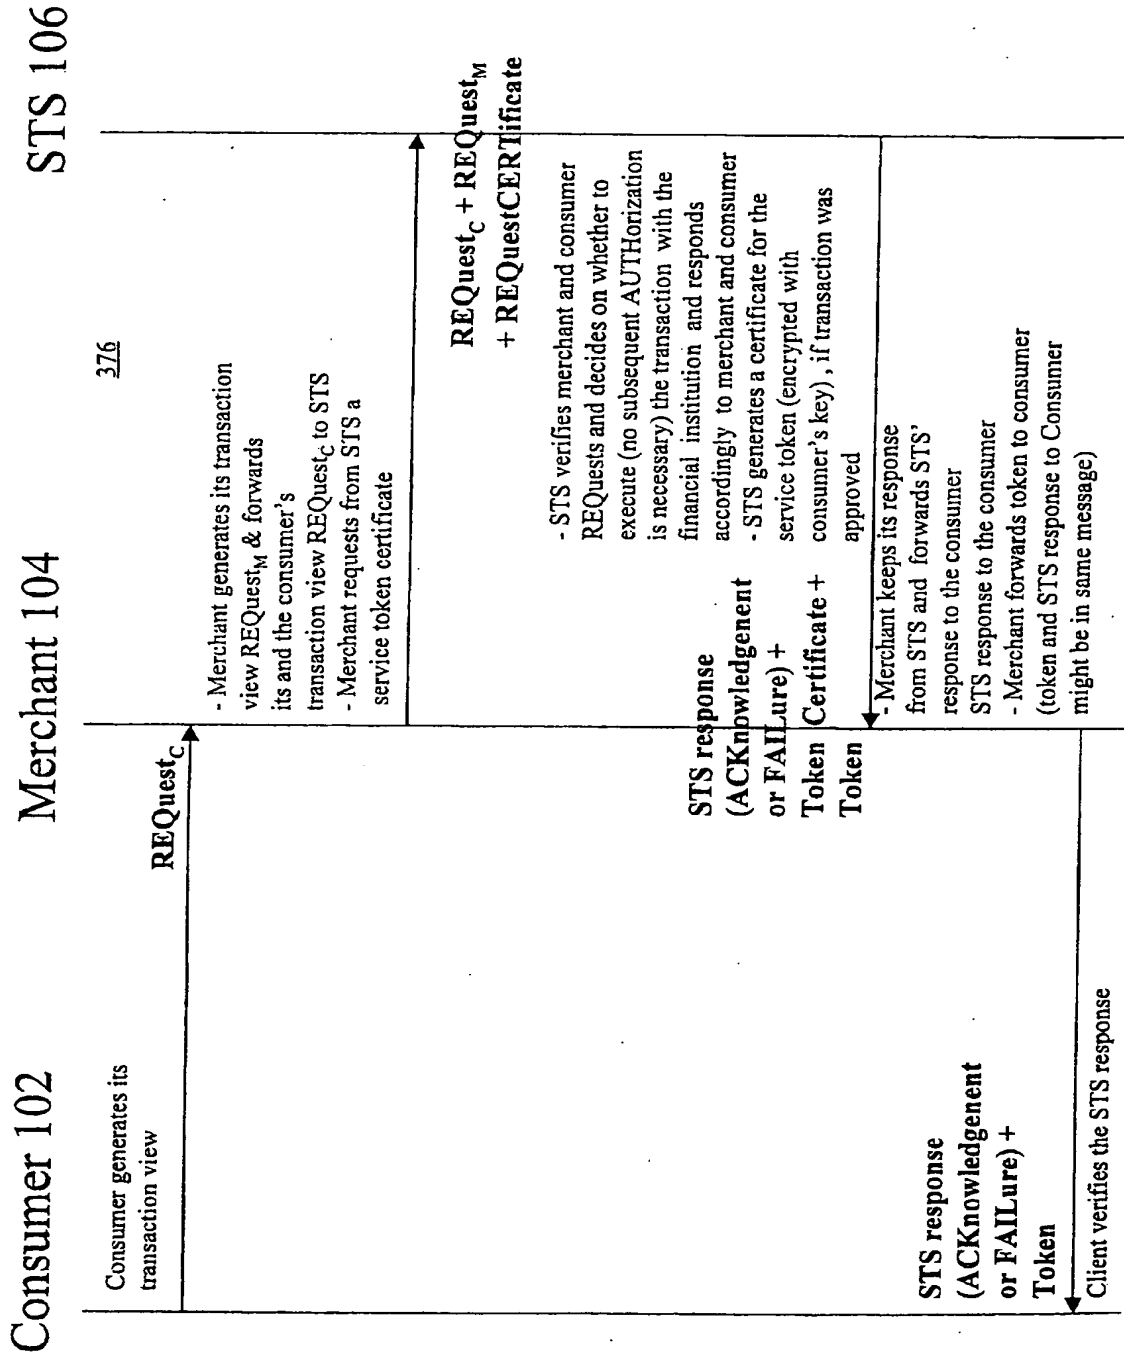 Consumer 102
Merchant 104
STS 106
376
Consumer generates its
transaction view
REQuestC
- Merchant generates its transaction
view REQuestM & forwards
its and the consumer's
transaction view REQuestC to STS
- Merchant requests from STS a
service token certificate
REQuestC + REQuestM
+ REQuestCERTificate
- STS verifies merchant and consumer
REQuests and decides on whether to
execute (no subsequent AUTHorization
is necessary) the transaction with the
financial institution and responds
accordingly to merchant and consumer
- STS generates a certificate for the
service token (encrypted with
consumer's key), if transaction was
approved
STS response
(ACKnowledgenent
or FAILure) +
Token Certificate +
Token
- Merchant keeps its response
from STS and forwards STS'
response to the consumer
STS response to the consumer
- Merchant forwards token to consumer
(token and STS response to Consumer
might be in same message)
STS response
(ACKnowledgenent
or FAILure) +
Token
Client verifies the STS response